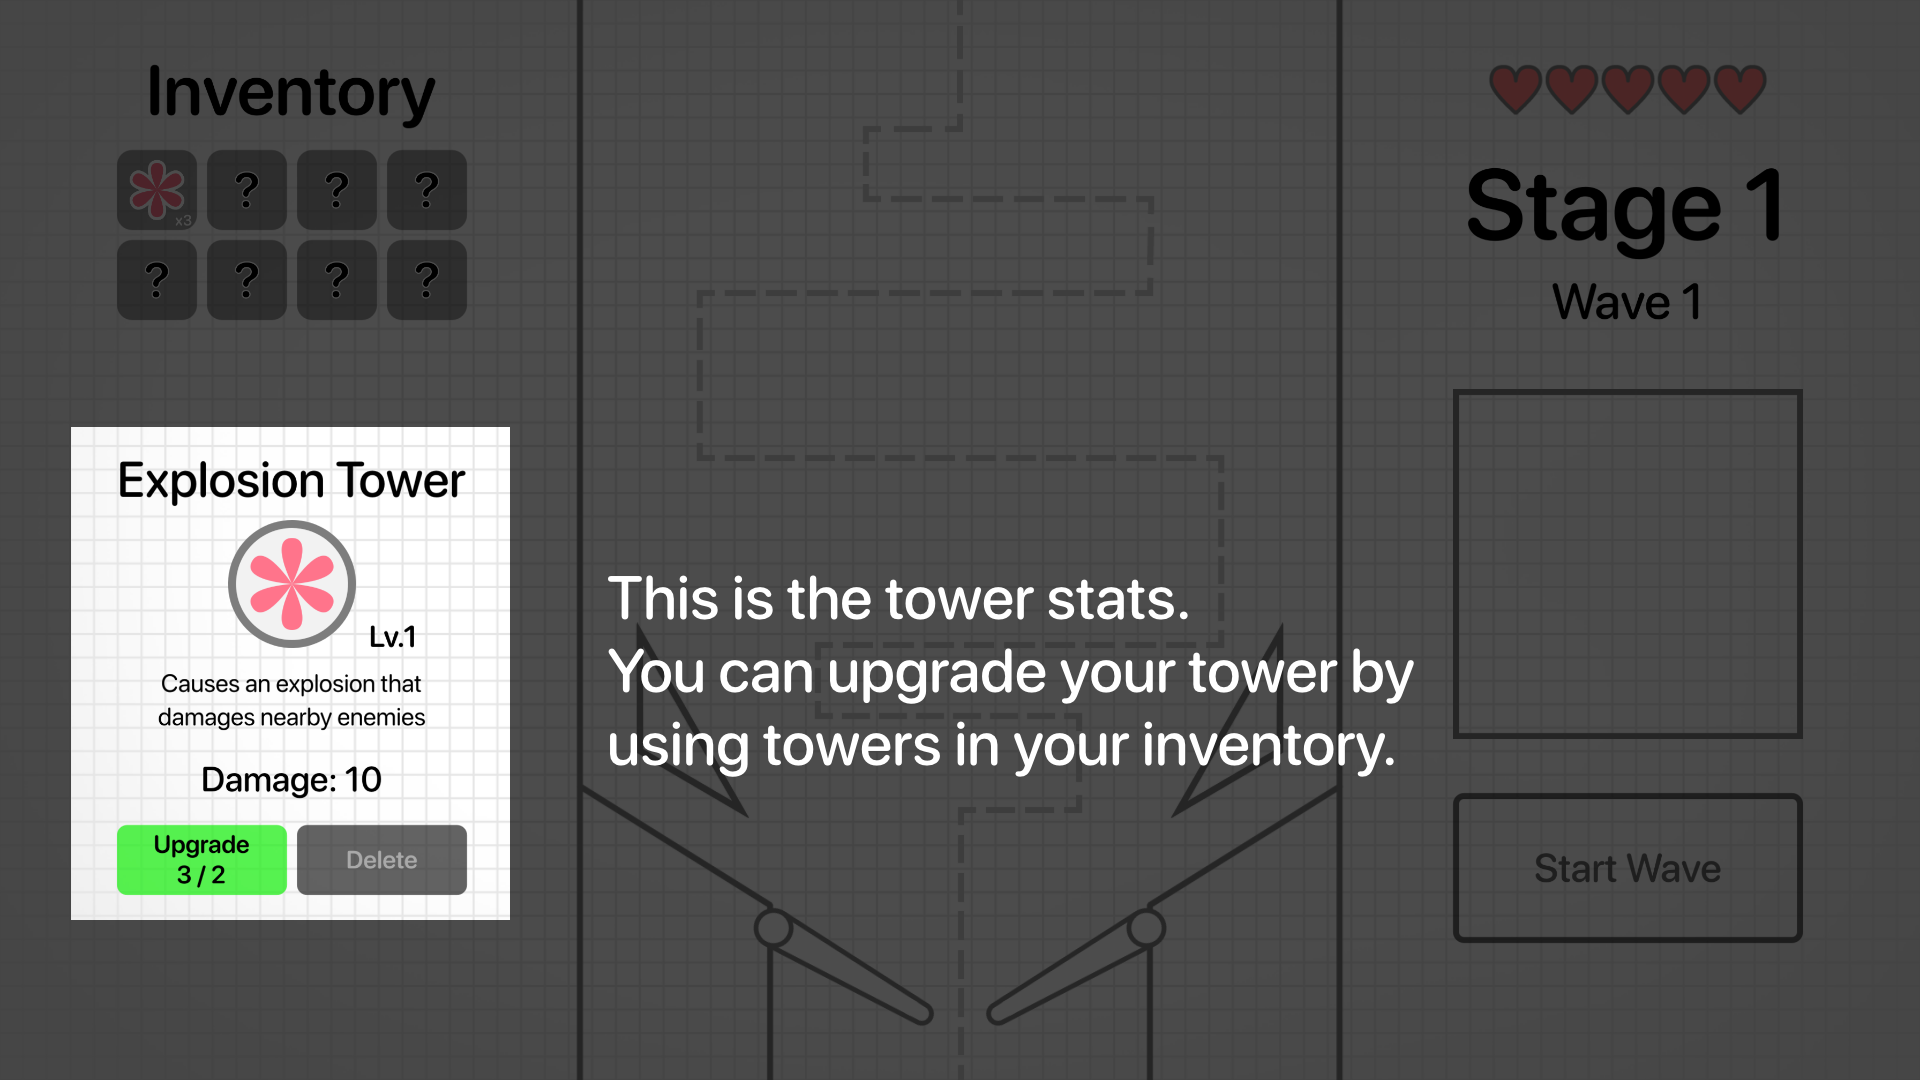 Inventory
x3
?
?
?
?
?
?
?
Explosion Tower
Lv.1
Causes an explosion that
damages nearby enemies
Damage: 10
Upgrade
3 / 2
Delete
This is the tower stats.
You can upgrade your tower by
using towers in your inventory.
Stage 1
Wave 1
Start Wave